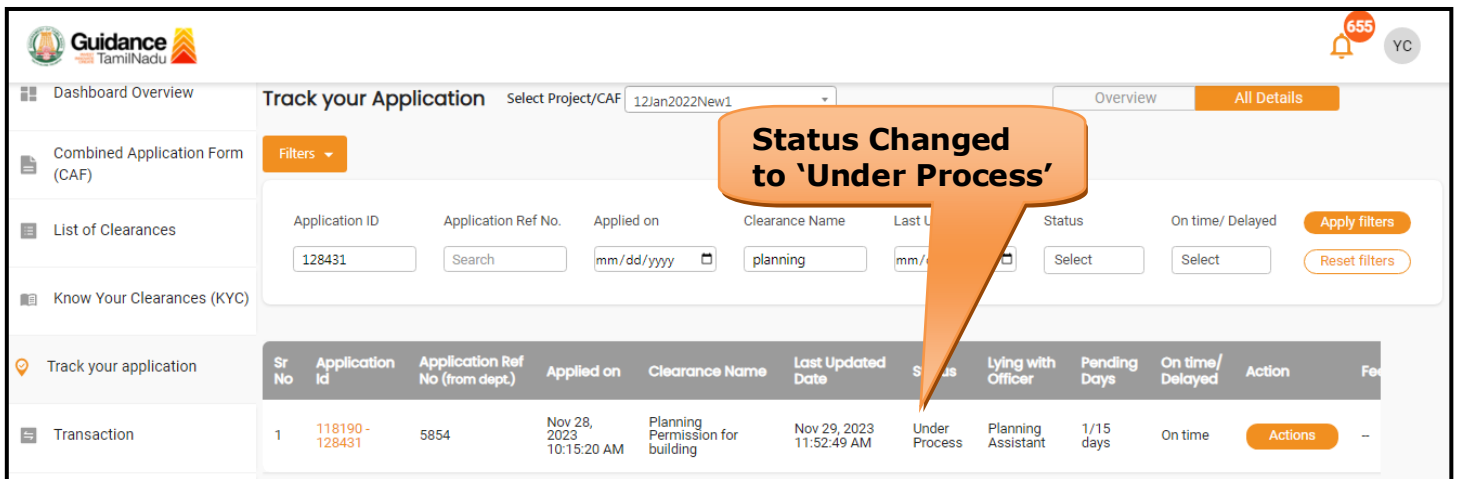 Guidance
TamilNadu
655
YC
Dashboard Overview
Track your Application Select Project/CAF 12Jan2022New1 Overview All Details
Combined Application Form
(CAF)
Filters
Status Changed
to ‘Under Process’
List of Clearances
Application ID Application Ref No. Applied on Clearance Name Last U Status On time/ Delayed Apply filters
128431 Search mm/dd/yyyy planning mm/ Select Select Reset filters
Know Your Clearances (KYC)
Track your application
Sr Application Application Ref Last Updated Lying with Pending On time/
No Id No (from dept.) Applied on Clearance Name Date S us Officer Days Delayed Action Fee
1 118190 - 5854 Nov 28, Planning Nov 29, 2023 Under Planning 1/15 On time Actions --
128431 2023 Permission for 11:52:49 AM Process Assistant days
10:15:20 AM building
Transaction